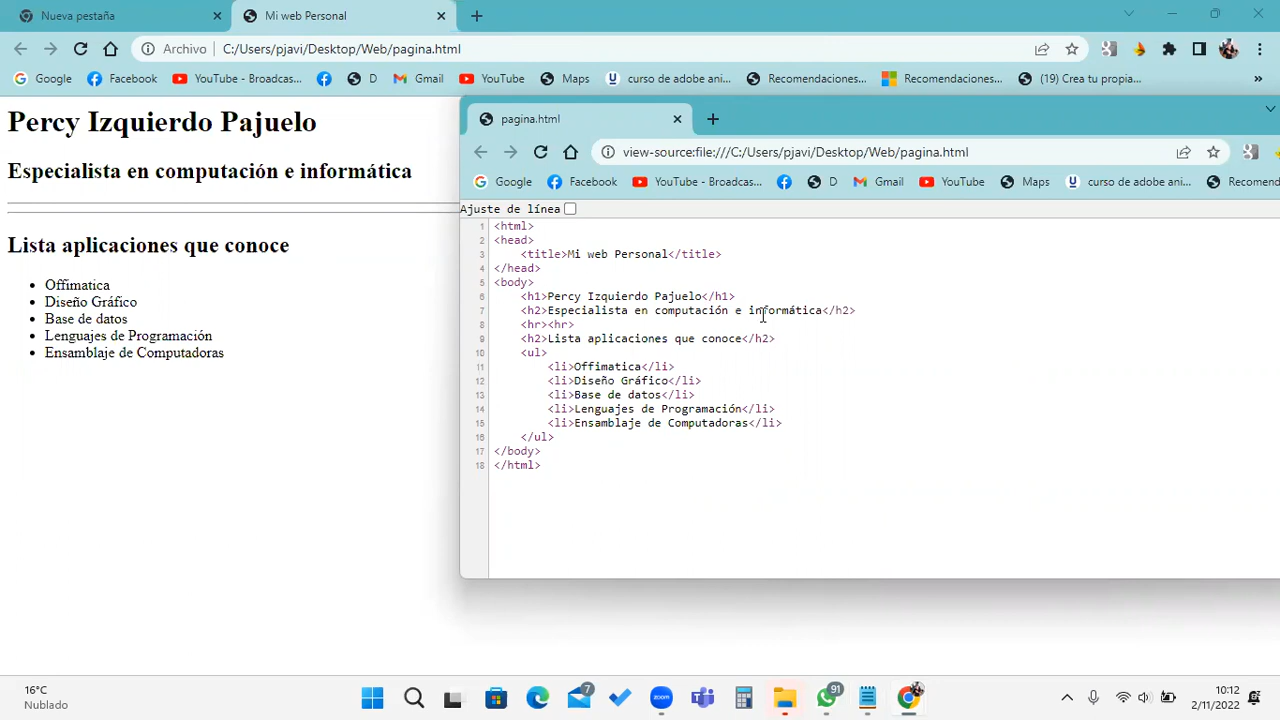 Nueva pestaña
Mi web Personal
Archivo
C:/Users/pjavi/Desktop/Web/pagina.html
Google
Facebook
YouTube - Broadcas...
D
Gmail
YouTube
Maps
curso de adobe ani...
Recomendaciones...
Recomendaciones...
(19) Crea tu propia...
»
Percy Izquierdo Pajuelo
Especialista en computación e informática
Lista aplicaciones que conoce
• Offimatica
• Diseño Gráfico
• Base de datos
• Lenguajes de Programación
• Ensamblaje de Computadoras
pagina.html
view-source:file:///C:/Users/pjavi/Desktop/Web/pagina.html
Google
Facebook
YouTube - Broadcas...
D
Gmail
YouTube
Maps
curso de adobe ani...
Recomend
Ajuste de línea
1 <html>
2 <head>
3 <title>Mi web Personal</title>
4 </head>
5 <body>
6 <h1>Percy Izquierdo Pajuelo</h1>
7 <h2>Especialista en computación e informática</h2>
8 <hr><hr>
9 <h2>Lista aplicaciones que conoce</h2>
10 <ul>
11 <li>Offimatica</li>
12 <li>Diseño Gráfico</li>
13 <li>Base de datos</li>
14 <li>Lenguajes de Programación</li>
15 <li>Ensamblaje de Computadoras</li>
16 </ul>
17 </body>
18 </html>
16°C
Nublado
7
zoom
91
10:12
2/11/2022